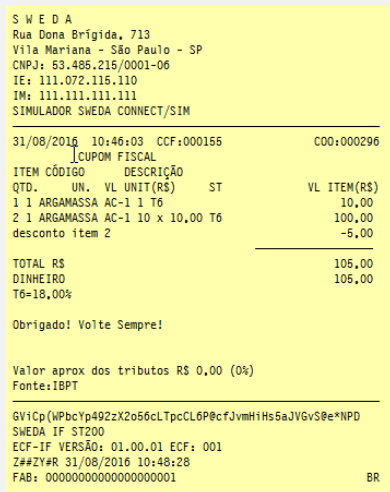 S W E D A
Rua Dona Brígida, 713
Vila Mariana - São Paulo - SP
CNPJ: 53.485.215/0001-06
IE: 111.072.115.110
IM: 111.111.111.111
SIMULADOR SWEDA CONNECT/SIM
31/08/2016 10:46:03 CCF:000155 COO:000296
CUPOM FISCAL
ITEM CÓDIGO DESCRIÇÃO
QTD. UN. VL UNIT(R$) ST VL ITEM(R$)
1 1 ARGAMASSA AC-1 1 T6 10,00
2 1 ARGAMASSA AC-1 10 x 10,00 T6 100,00
desconto item 2 -5,00
TOTAL R$ 105,00
DINHEIRO 105,00
T6=18,00%
Obrigado! Volte Sempre!
Valor aprox dos tributos R$ 0,00 (0%)
Fonte:IBPT
GViCp(WPbcYp492zX2o56cLTpcCL6P@cfJvmHiHs5aJVGvS@e*NPD
SWEDA IF ST200
ECF-IF VERSÃO: 01.00.01 ECF: 001
Z##ZY#R 31/08/2016 10:48:28
FAB: 00000000000000000001 BR